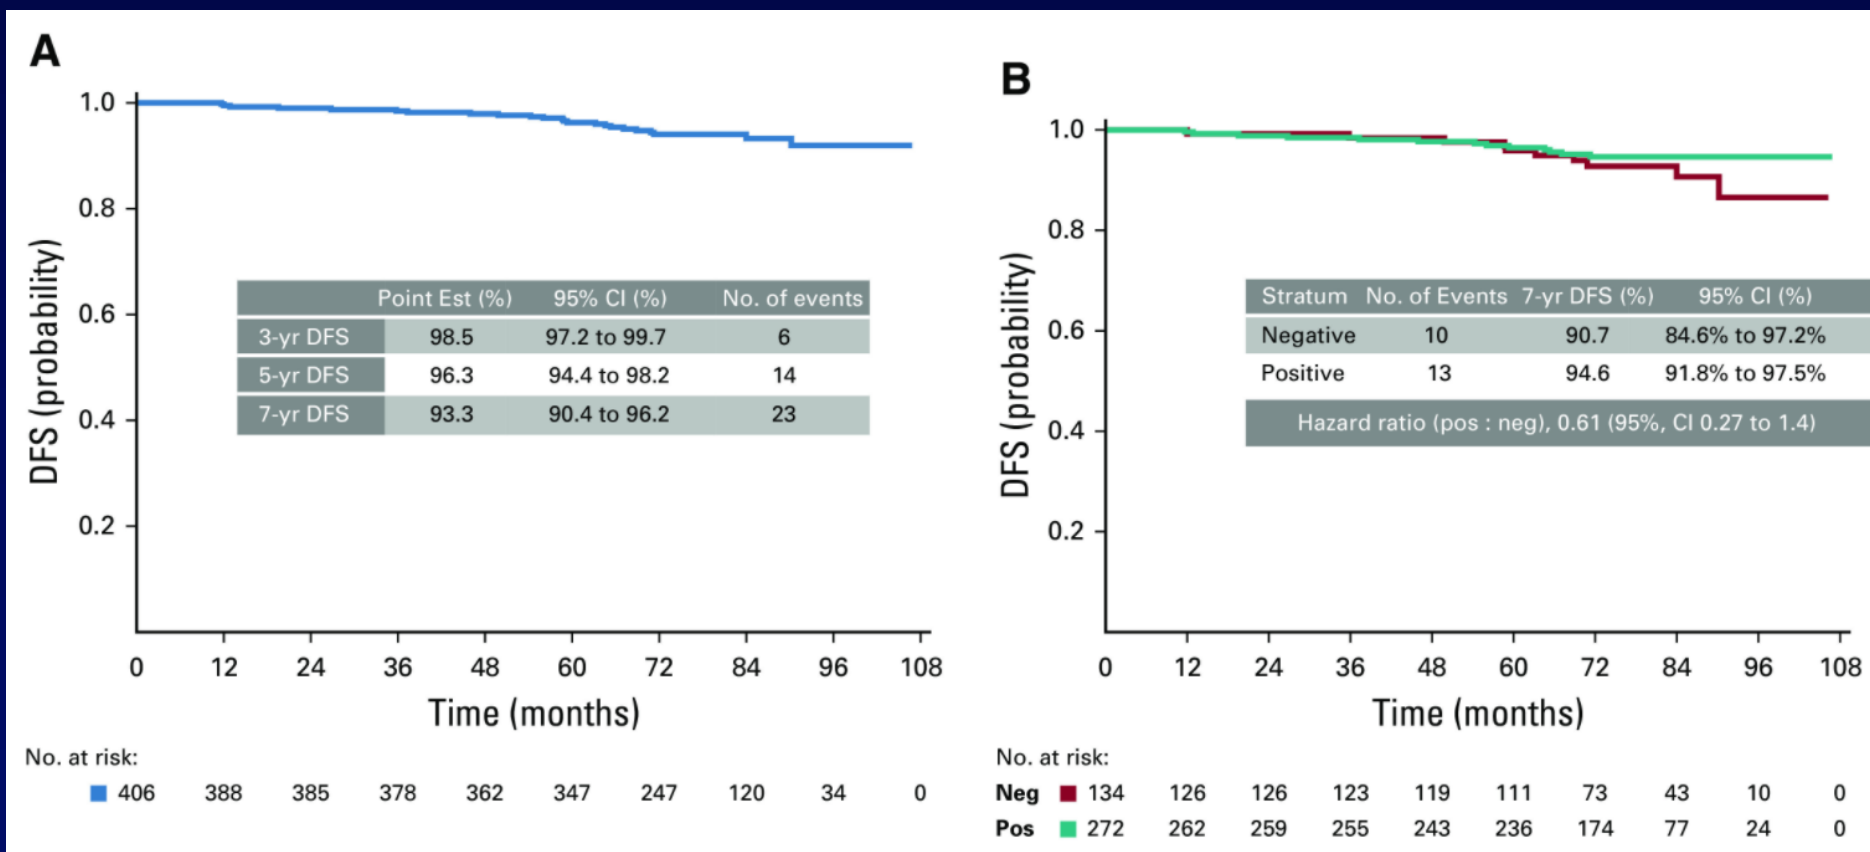 A
1.0
0.8
0.6
0.4
0.2
DFS (probability)
Point Est (%) 95% CI (%) No. of events
3-yr DFS 98.5 97.2 to 99.7 6
5-yr DFS 96.3 94.4 to 98.2 14
7-yr DFS 93.3 90.4 to 96.2 23
0 12 24 36 48 60 72 84 96 108
Time (months)
No. at risk:
406 388 385 378 362 347 247 120 34 0
B
1.0
0.8
0.6
0.4
0.2
DFS (probability)
Stratum No. of Events 7-yr DFS (%) 95% CI (%)
Negative 10 90.7 84.6% to 97.2%
Positive 13 94.6 91.8% to 97.5%
Hazard ratio (pos : neg), 0.61 (95%, CI 0.27 to 1.4)
0 12 24 36 48 60 72 84 96 108
Time (months)
No. at risk:
Neg 134 126 126 123 119 111 73 43 10 0
Pos 272 262 259 255 243 236 174 77 24 0